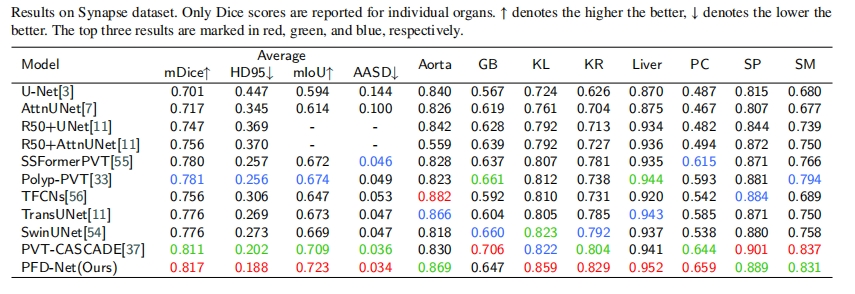 Results on Synapse dataset. Only Dice scores are reported for individual organs. ↑ denotes the higher the better, ↓ denotes the lower the
better. The top three results are marked in red, green, and blue, respectively.
Model Average Aorta GB KL KR Liver PC SP SM
mDice↑ HD95↓ mIoU↑ AASD↓
U-Net[3] 0.701 0.447 0.594 0.144 0.840 0.567 0.724 0.626 0.870 0.487 0.815 0.680
AttnUNet[7] 0.717 0.345 0.614 0.100 0.826 0.619 0.761 0.704 0.875 0.467 0.807 0.677
R50+UNet[11] 0.747 0.369 - - 0.842 0.628 0.792 0.713 0.934 0.482 0.844 0.739
R50+AttnUNet[11] 0.756 0.370 - - 0.559 0.639 0.792 0.727 0.936 0.494 0.872 0.750
SSFormerPVT[55] 0.780 0.257 0.672 0.046 0.828 0.637 0.807 0.781 0.935 0.615 0.871 0.766
Polyp-PVT[33] 0.781 0.256 0.674 0.049 0.823 0.661 0.812 0.738 0.944 0.593 0.881 0.794
TFCNs[56] 0.756 0.306 0.647 0.053 0.882 0.592 0.810 0.731 0.920 0.542 0.884 0.689
TransUNet[11] 0.776 0.269 0.673 0.047 0.866 0.604 0.805 0.785 0.943 0.585 0.871 0.750
SwinUNet[54] 0.776 0.273 0.669 0.047 0.818 0.660 0.823 0.792 0.937 0.538 0.880 0.758
PVT-CASCADE[37] 0.811 0.202 0.709 0.036 0.830 0.706 0.822 0.804 0.941 0.644 0.901 0.837
PFD-Net(Ours) 0.817 0.188 0.723 0.034 0.869 0.647 0.859 0.829 0.952 0.659 0.889 0.831